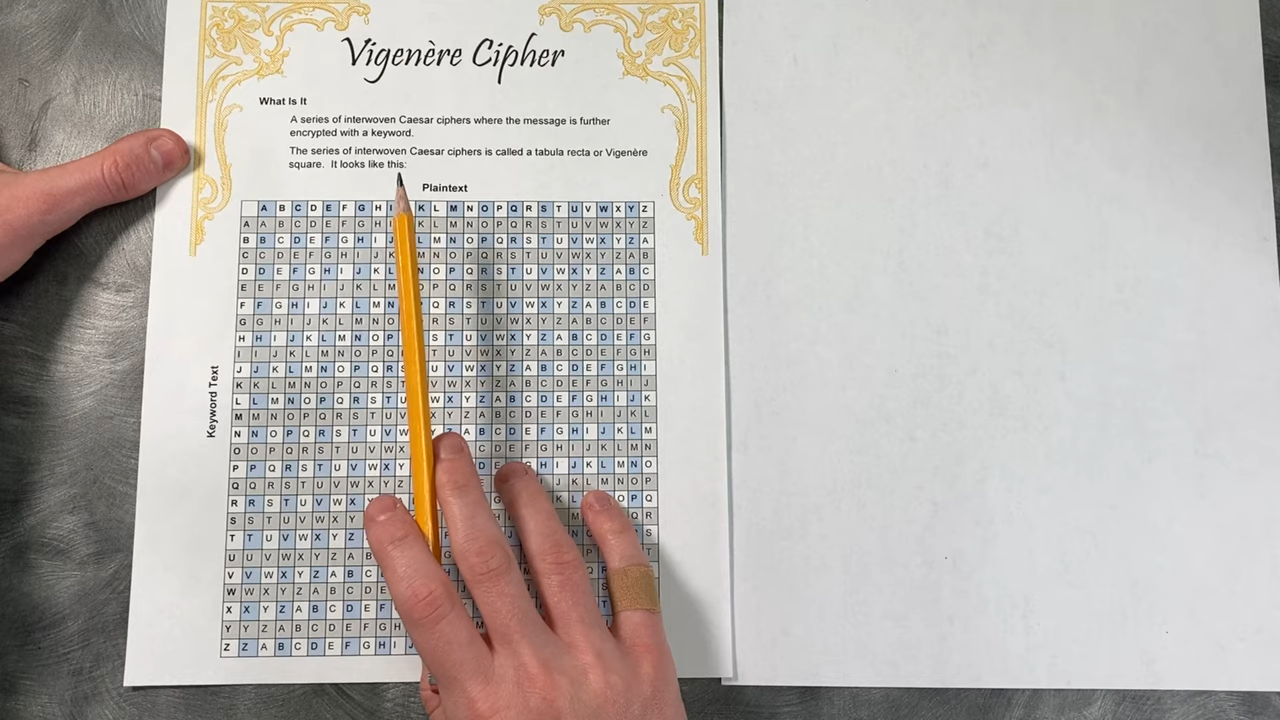 Vigenère Cipher
What Is It
A series of interwoven Caesar ciphers where the message is further
encrypted with a keyword.
The series of interwoven Caesar ciphers is called a tabula recta or Vigenère
square. It looks like this:
Plaintext
Keyword Text
A B C D E F G H I K L M N O P Q R S T U V W X Y Z
A A B C D E F G H I L M N O P Q R S T U V W X Y Z
B B C D E F G H I J L M N O P Q R S T U V W X Y Z A
C C D E F G H I J K M N O P Q R S T U V W X Y Z A B
D D E F G H I J K L N O P Q R S T U V W X Y Z A B C
E E F G H I J K L M O P Q R S T U V W X Y Z A B C D
F F G H I J K L M N Q R S T U V W X Y Z A B C D E
G G H I J K L M N O R S T U V W X Y Z A B C D E F
H H I J K L M N O P S T U V W X Y Z A B C D E F G
I I J K L M N O P Q T U V W X Y Z A B C D E F G H
J J K L M N O P Q R S U V W X Y Z A B C D E F G H I
K K L M N O P Q R S T V W X Y Z A B C D E F G H I J
L L M N O P Q R S T U W X Y Z A B C D E F G H I J K
M M N O P Q R S T U V X Y Z A B C D E F G H I J K L
N N O P Q R S T U V W Z A B C D E F G H I J K L M
O O P Q R S T U V W X C D E F G H I J K L M N
P P Q R S T U V W X Y D E G H I J K L M N O
Q Q R S T U V W X Y Z J K L M N O P
R R S T U V W X K L O P Q
S S T U V W X Y M Q R
T T U V W X Y Z S
U U V W X Y Z A B T
V V W X Y Z A B C
W W X Y Z A B C D E
X X Y Z A B C D E F
Y Y Z A B C D E F G H
Z Z A B C D E F G H I J